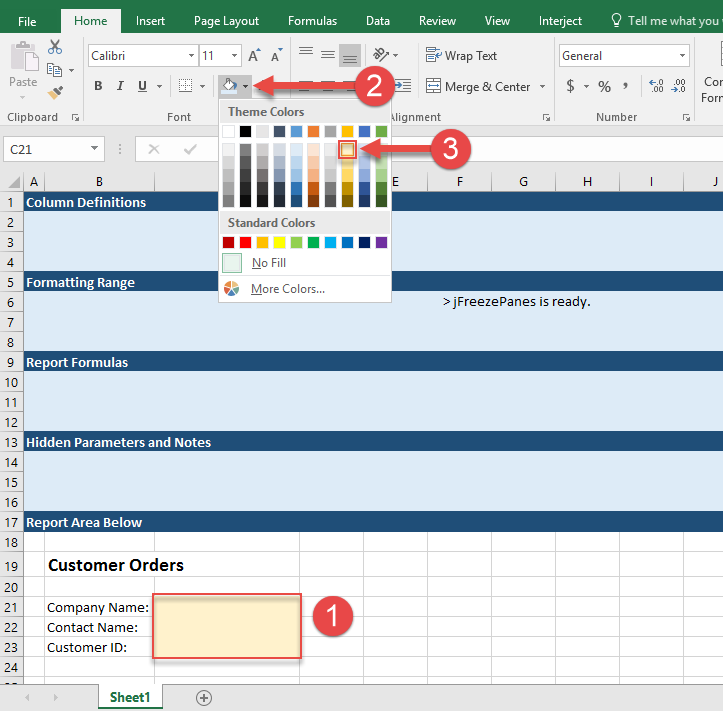 File Home Insert Page Layout Formulas Data Review View Interject Tell me what you
Paste
Calibri 11 A A
Wrap Text
General
B I U
Merge & Center
$ % ,
Con
Form
Clipboard Font Alignment Number
2
Theme Colors
3
C21
A B E F G H I J
1 Column Definitions
2
Standard Colors
3
No Fill
4
5 Formatting Range
More Colors...
6 > jFreezePanes is ready.
7
8
9 Report Formulas
10
11
12
13 Hidden Parameters and Notes
14
15
16
17 Report Area Below
18
19 Customer Orders
20
21 Company Name:
1
22 Contact Name:
23 Customer ID:
24
Sheet1